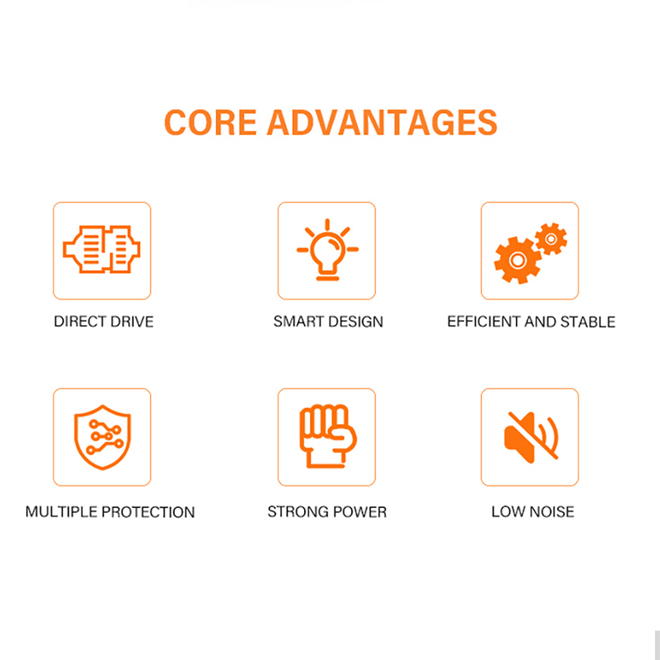 CORE ADVANTAGES
DIRECT DRIVE
SMART DESIGN
EFFICIENT AND STABLE
MULTIPLE PROTECTION
STRONG POWER
LOW NOISE